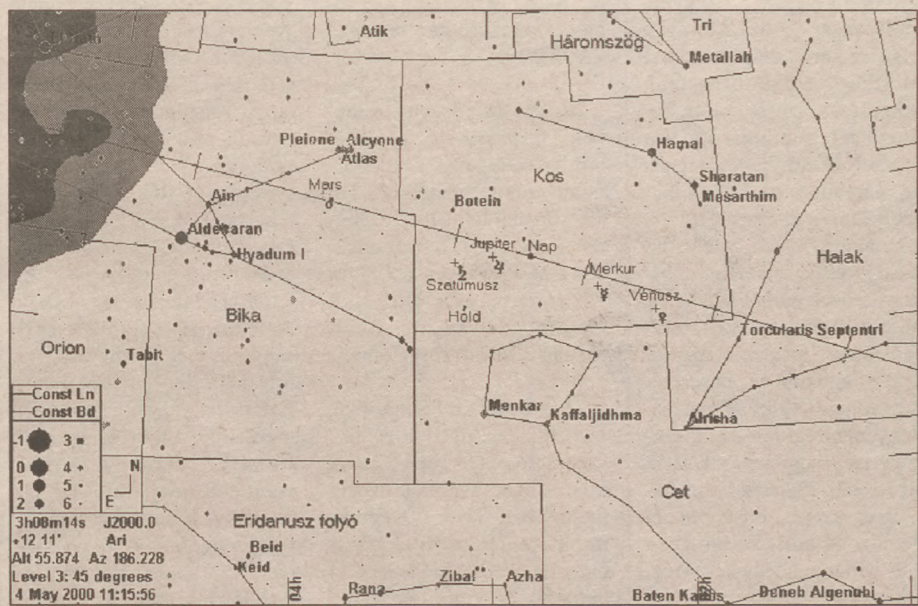 Atik
Háromszög
Tri
Metallah
Pleione Alcyone
Atlas
Hamal
Kos
Sharatan
Mesarthim
Mars
Ain
Botein
Aldebaran
Jupiter Nap
Hyadum I
Merkur
Halak
Szaturnusz
Vénusz
Bika
Hold
Torcularis Septentri
Orion
Tabit
Const Ln
Const Bd
Menkar
Kaffaljidhma
Alrisha
-1 3
0 4
1 5
2 6
N
E
Cet
3h08m14s J2000.0
+12 11' Ari
Alt 55.874 Az 186.228
Level 3: 45 degrees
4 May 2000 11:15:56
Eridanusz folyó
Beid
Keid
04h
Rana
Zibal
Azha
Baten Kaitos
Deneb Algenubi